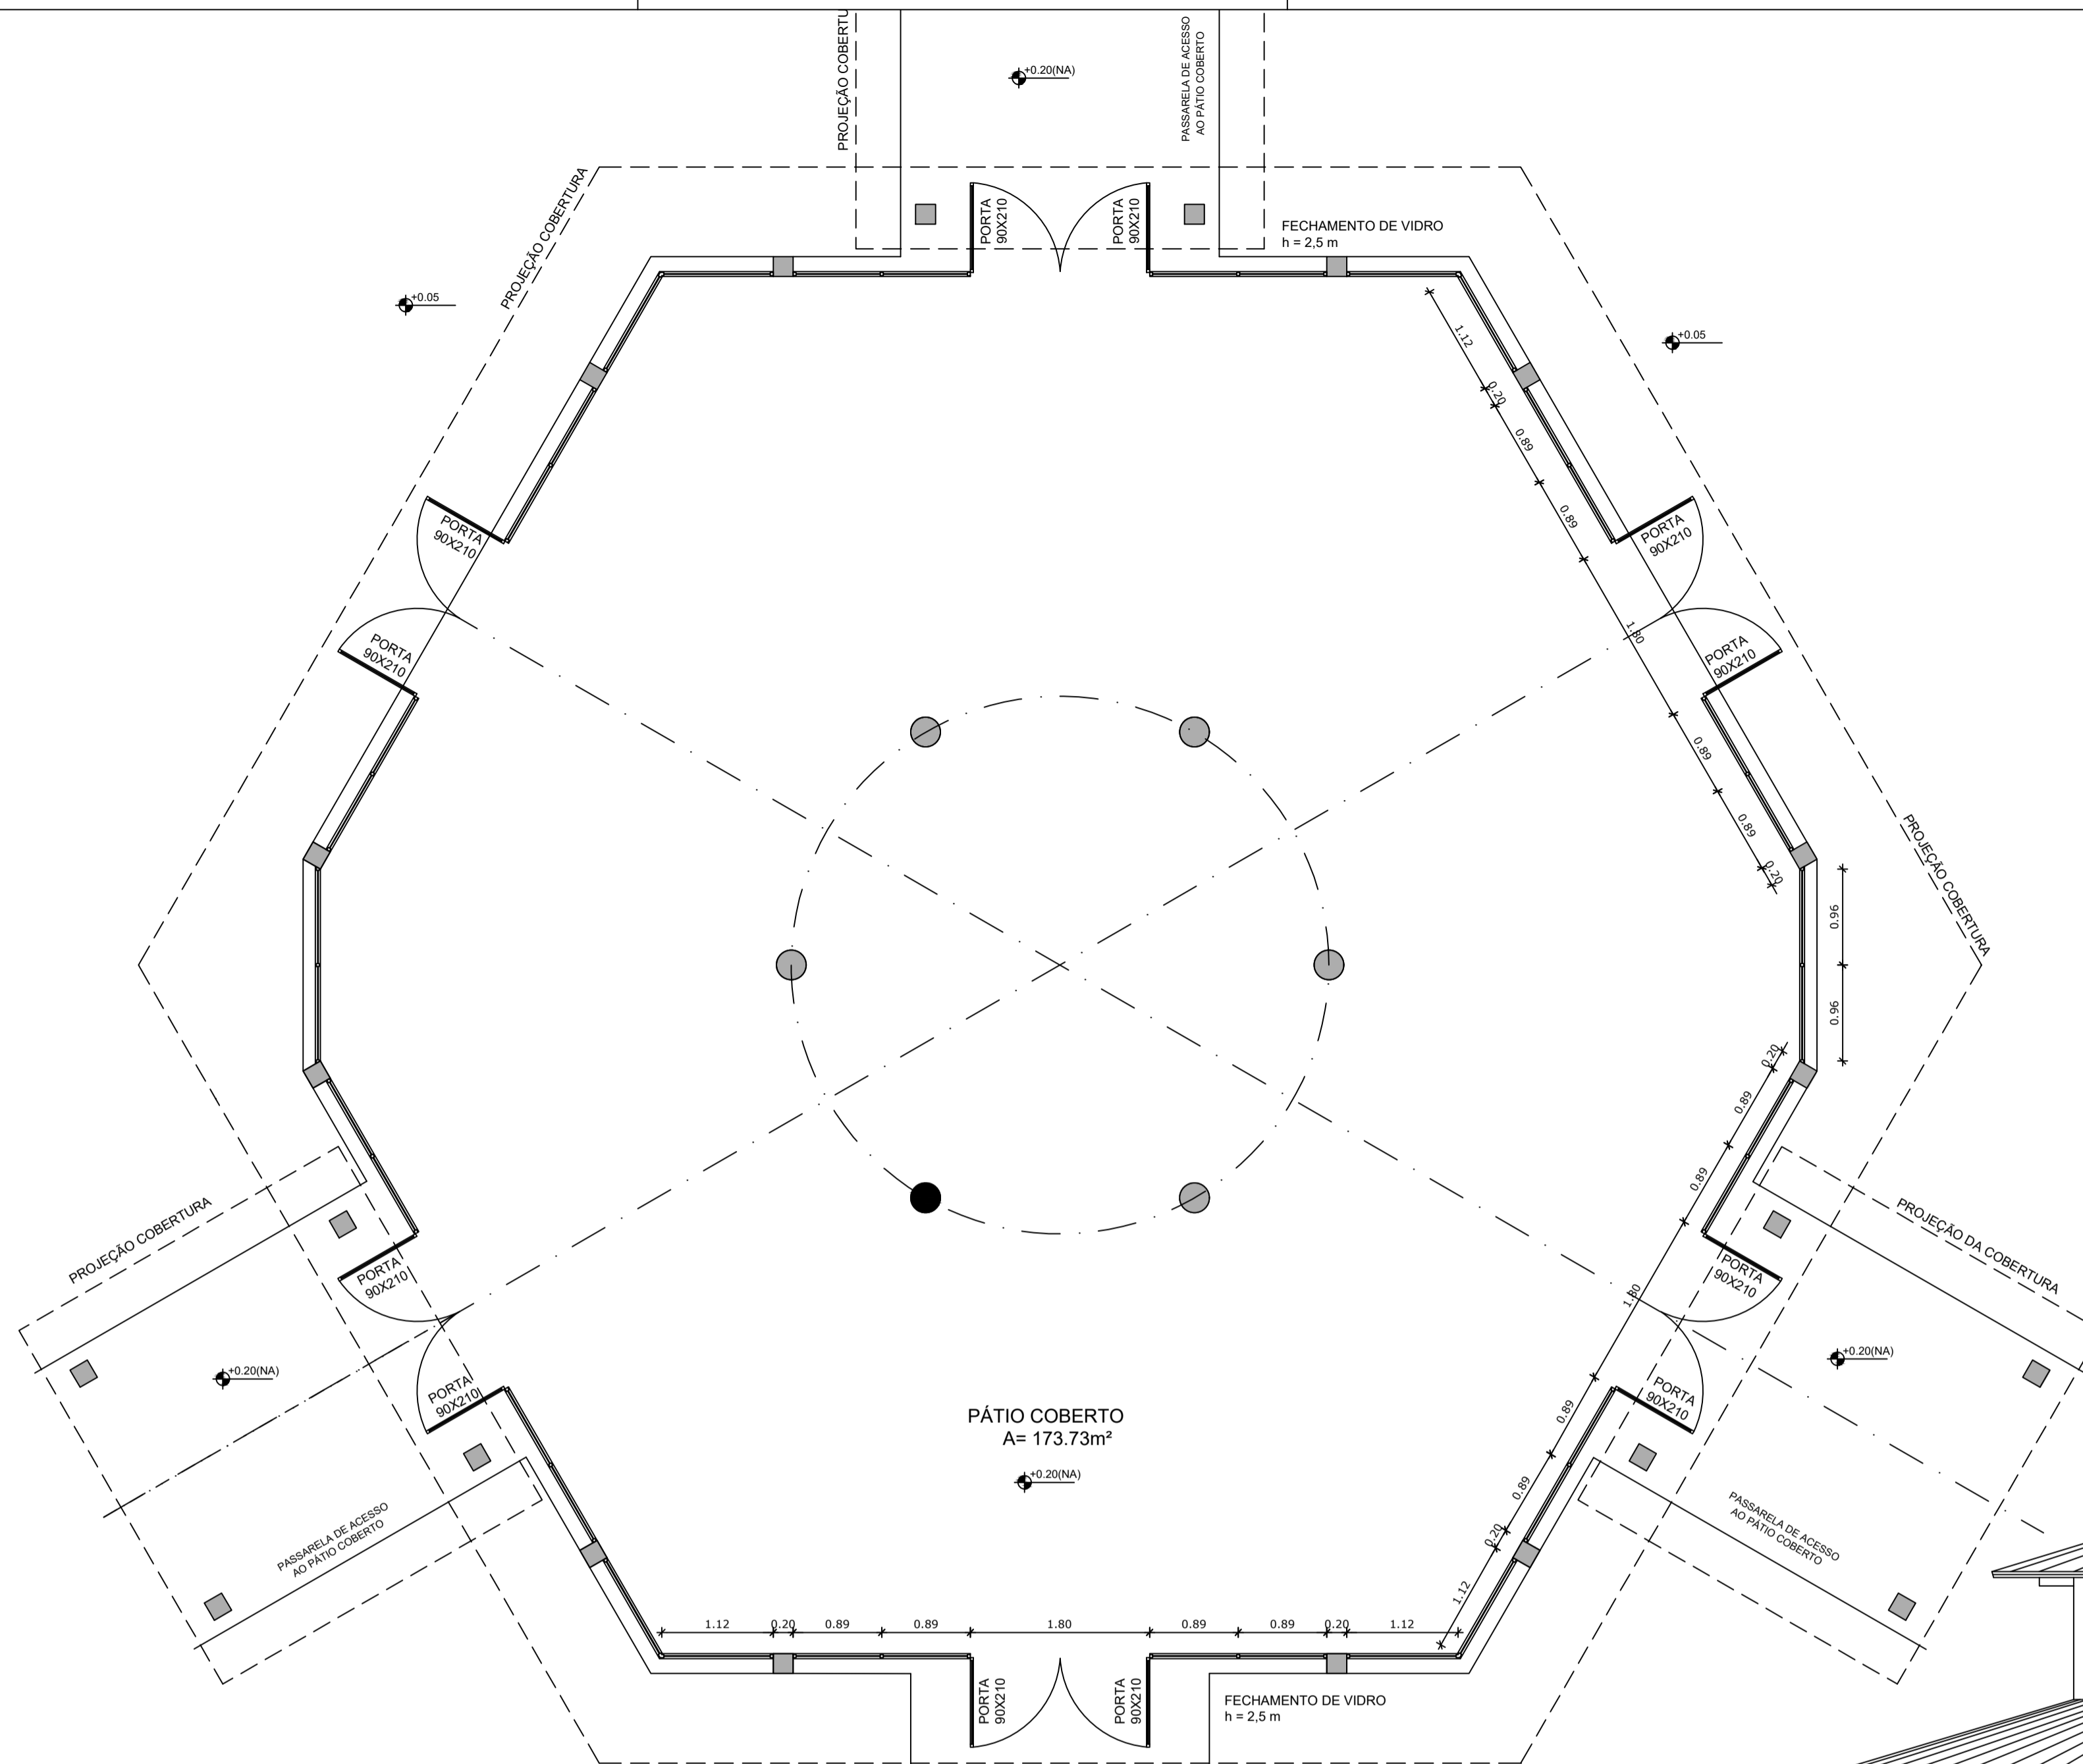 PROJEÇÃO COBERTU
+0.20(NA)
PASSARELA DE ACESSO
AO PÁTIO COBERTO
PROJEÇÃO COBERTURA
PORTA
90X210
PORTA
90X210
FECHAMENTO DE VIDRO
h = 2,5 m
+0.05
+0.05
1.12
0.20
0.89
0.89
1.80
0.89
0.89
0.20
PORTA
90X210
PORTA
90X210
PORTA
90X210
PORTA
90X210
PROJEÇÃO COBERTURA
0.96
0.96
0.20
0.89
0.89
1.80
0.89
0.89
0.20
1.12
PROJEÇÃO COBERTURA
PROJEÇÃO DA COBERTURA
PORTA
90X210
PORTA
90X210
+0.20(NA)
+0.20(NA)
PORTA
90X210
PORTA
90X210
PÁTIO COBERTO
A= 173.73m²
+0.20(NA)
PASSARELA DE ACESSO
AO PÁTIO COBERTO
PASSARELA DE ACESSO
AO PÁTIO COBERTO
1.12
0.20
0.89
0.89
1.80
0.89
0.89
0.20
1.12
PORTA
90X210
PORTA
90X210
FECHAMENTO DE VIDRO
h = 2,5 m